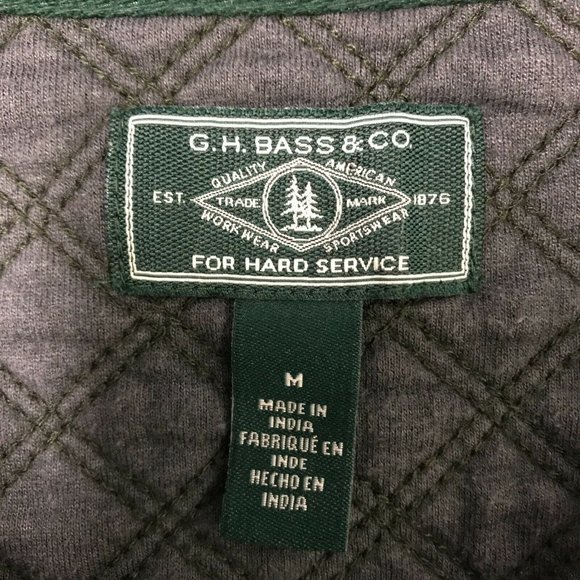 G.H. BASS & CO.
QUALITY AMERICAN
EST. TRADE MARK 1876
WORKWEAR SPORTSWEAR
FOR HARD SERVICE
M
MADE IN
INDIA
FABRIQUÉ EN
INDE
HECHO EN
INDIA